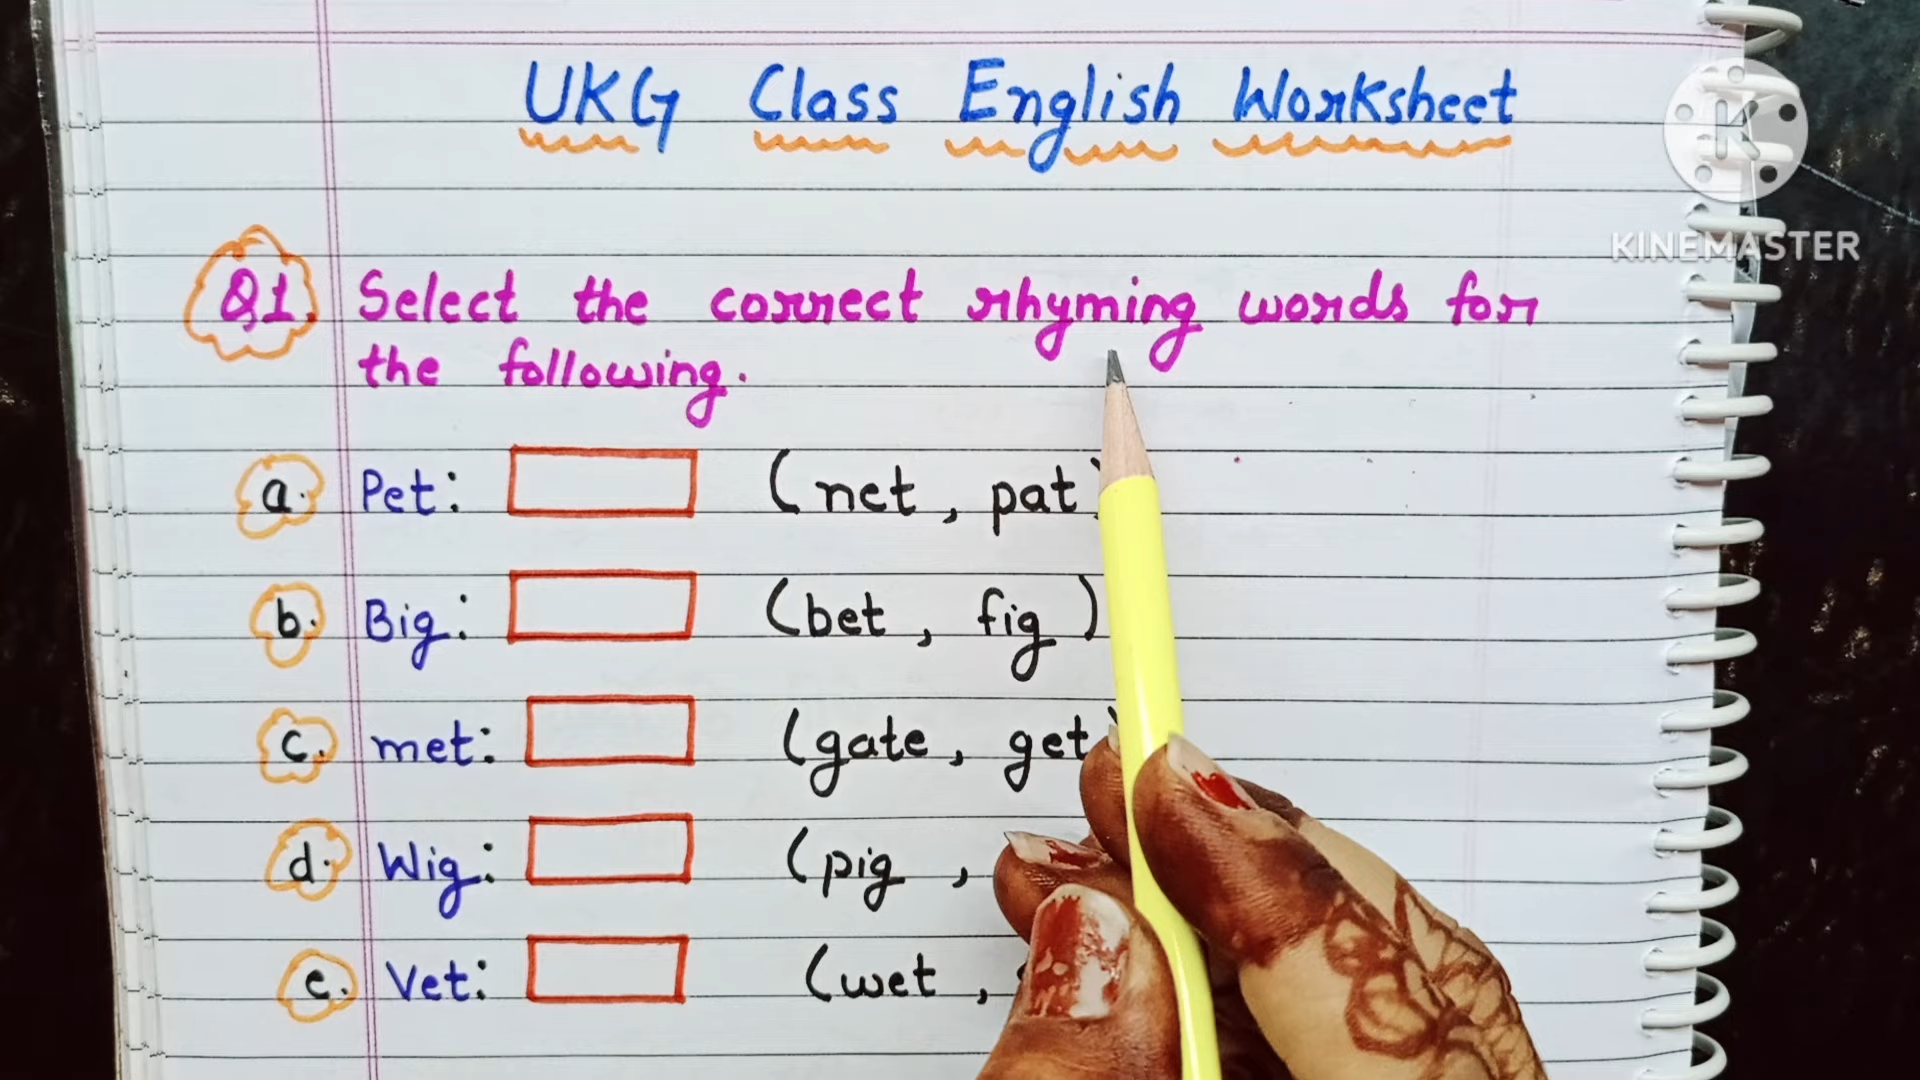 UKG Class English Worksheet
KINEMASTER
Q1. Select the correct rhyming words for
the following.
a. Pet: (net, pat)
b. Big: (bet, fig)
c. met: (gate, get)
d. Wig: (pig,
e. Vet: (wet,